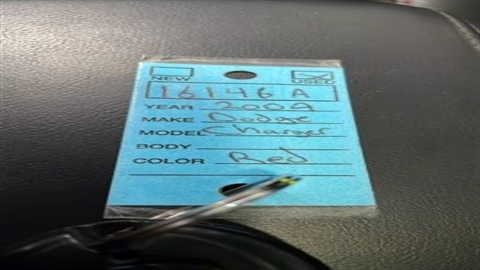 NEW USED
16146 A
YEAR 2009
MAKE Dodge
MODEL Charger
BODY
COLOR Red